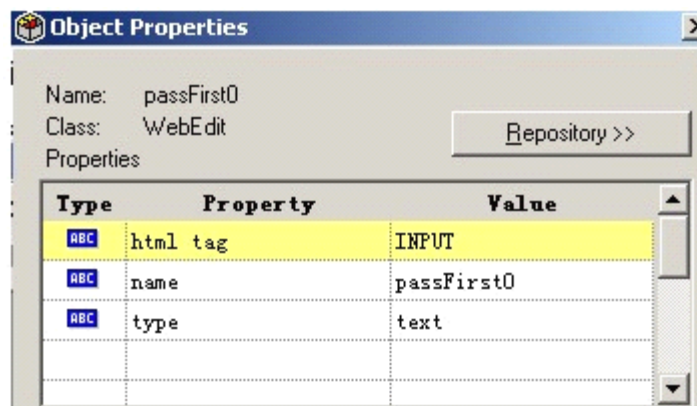 Object Properties
Name: passFirst0
Class: WebEdit
Repository >>
Properties
Type Property Value
ABC html tag INPUT
ABC name passFirst0
ABC type text